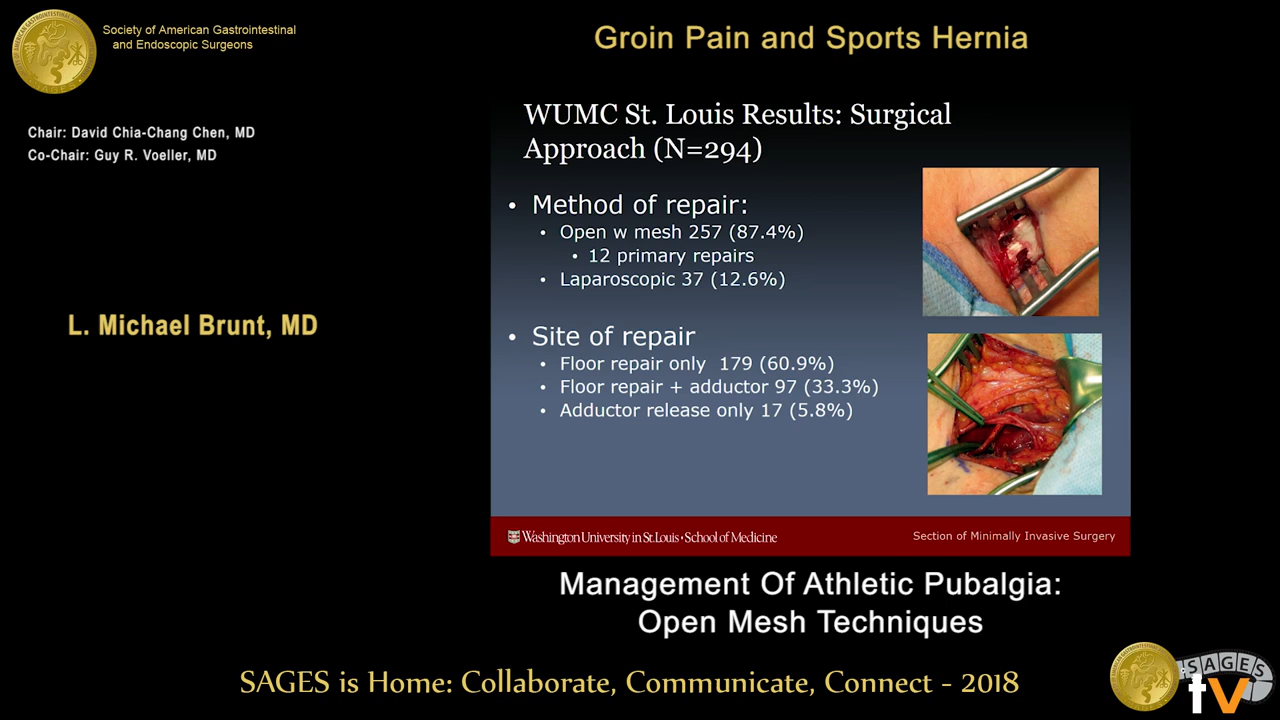 Society of American Gastrointestinal
and Endoscopic Surgeons
Groin Pain and Sports Hernia
Chair: David Chia-Chang Chen, MD
Co-Chair: Guy R. Voeller, MD
L. Michael Brunt, MD
WUMC St. Louis Results: Surgical
Approach (N=294)
• Method of repair:
• Open w mesh 257 (87.4%)
• 12 primary repairs
• Laparoscopic 37 (12.6%)
• Site of repair
• Floor repair only 179 (60.9%)
• Floor repair + adductor 97 (33.3%)
• Adductor release only 17 (5.8%)
Washington University in St. Louis • School of Medicine
Section of Minimally Invasive Surgery
Management Of Athletic Pubalgia:
Open Mesh Techniques
SAGES is Home: Collaborate, Communicate, Connect - 2018
SAGES
tv